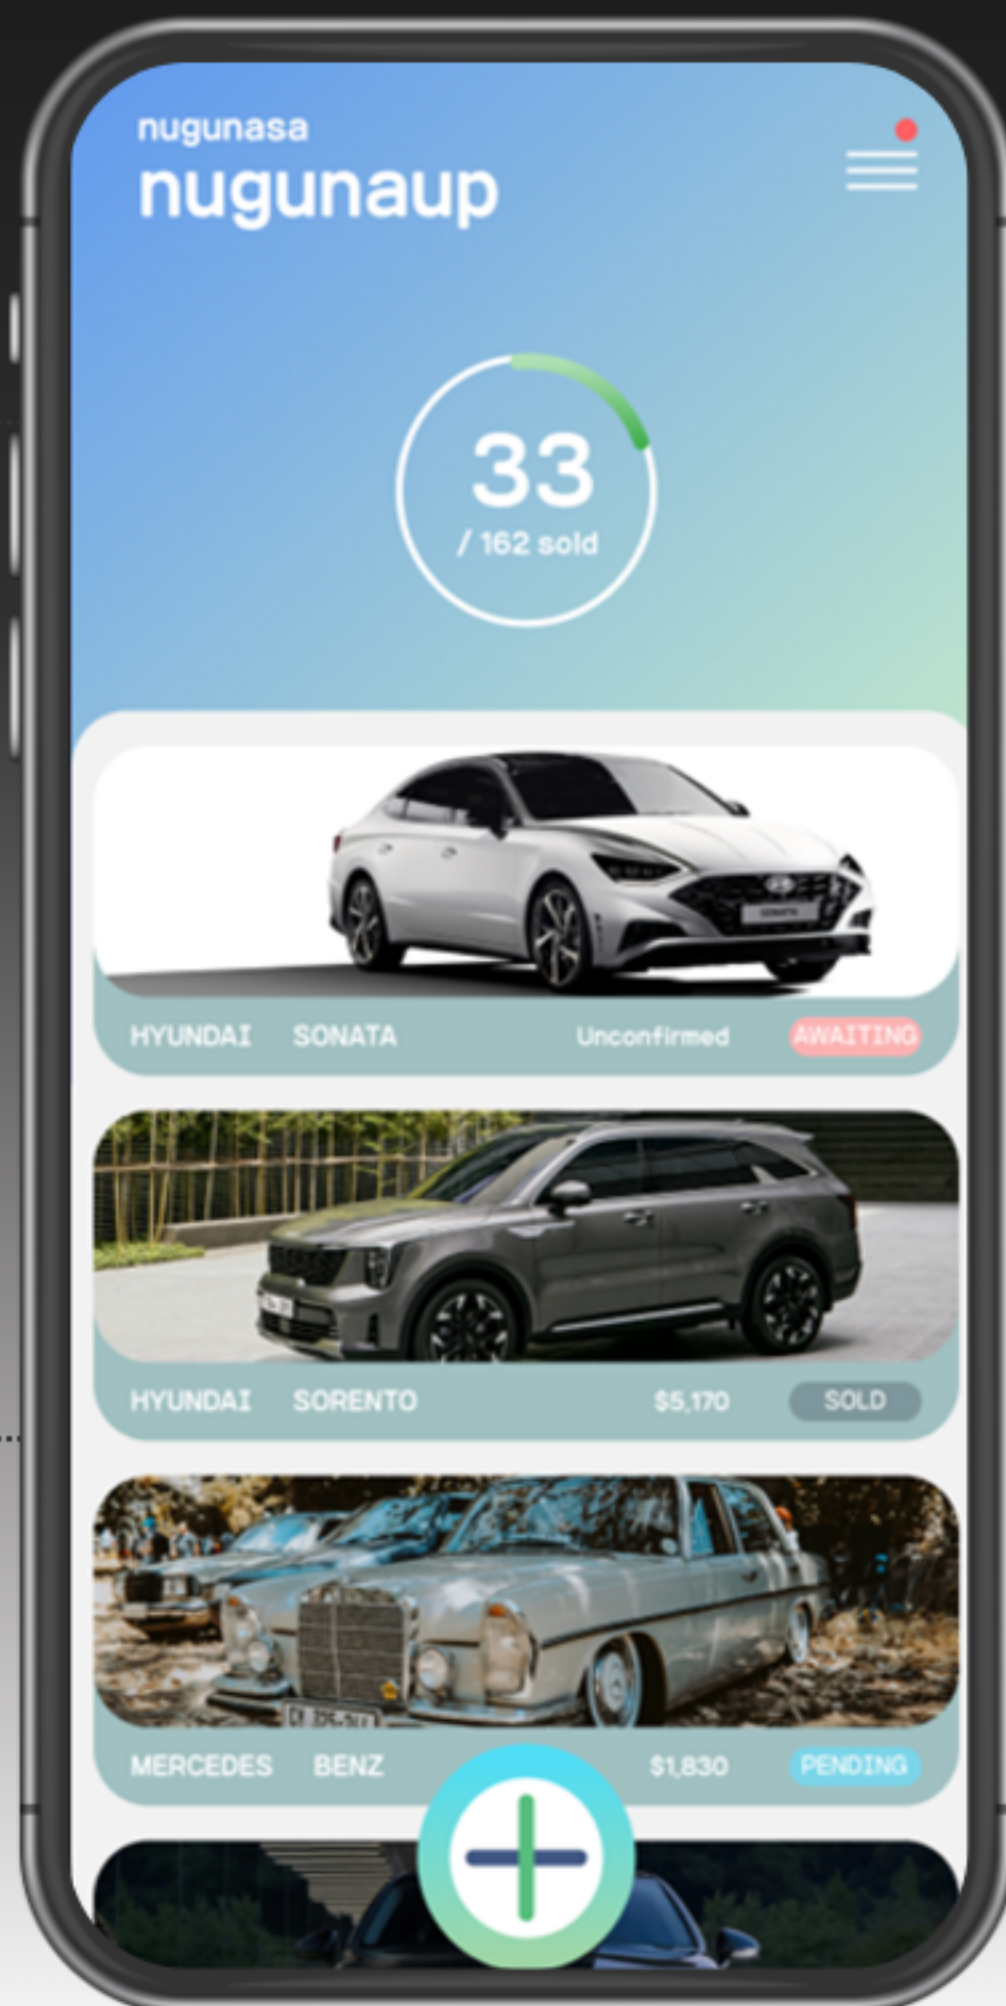 nugunasa
nugunaup
33
/ 162 sold
SONATA
HYUNDAI SONATA Unconfirmed AWAITING
HYUNDAI SORENTO $5,170 SOLD
MERCEDES BENZ $1,830 PENDING